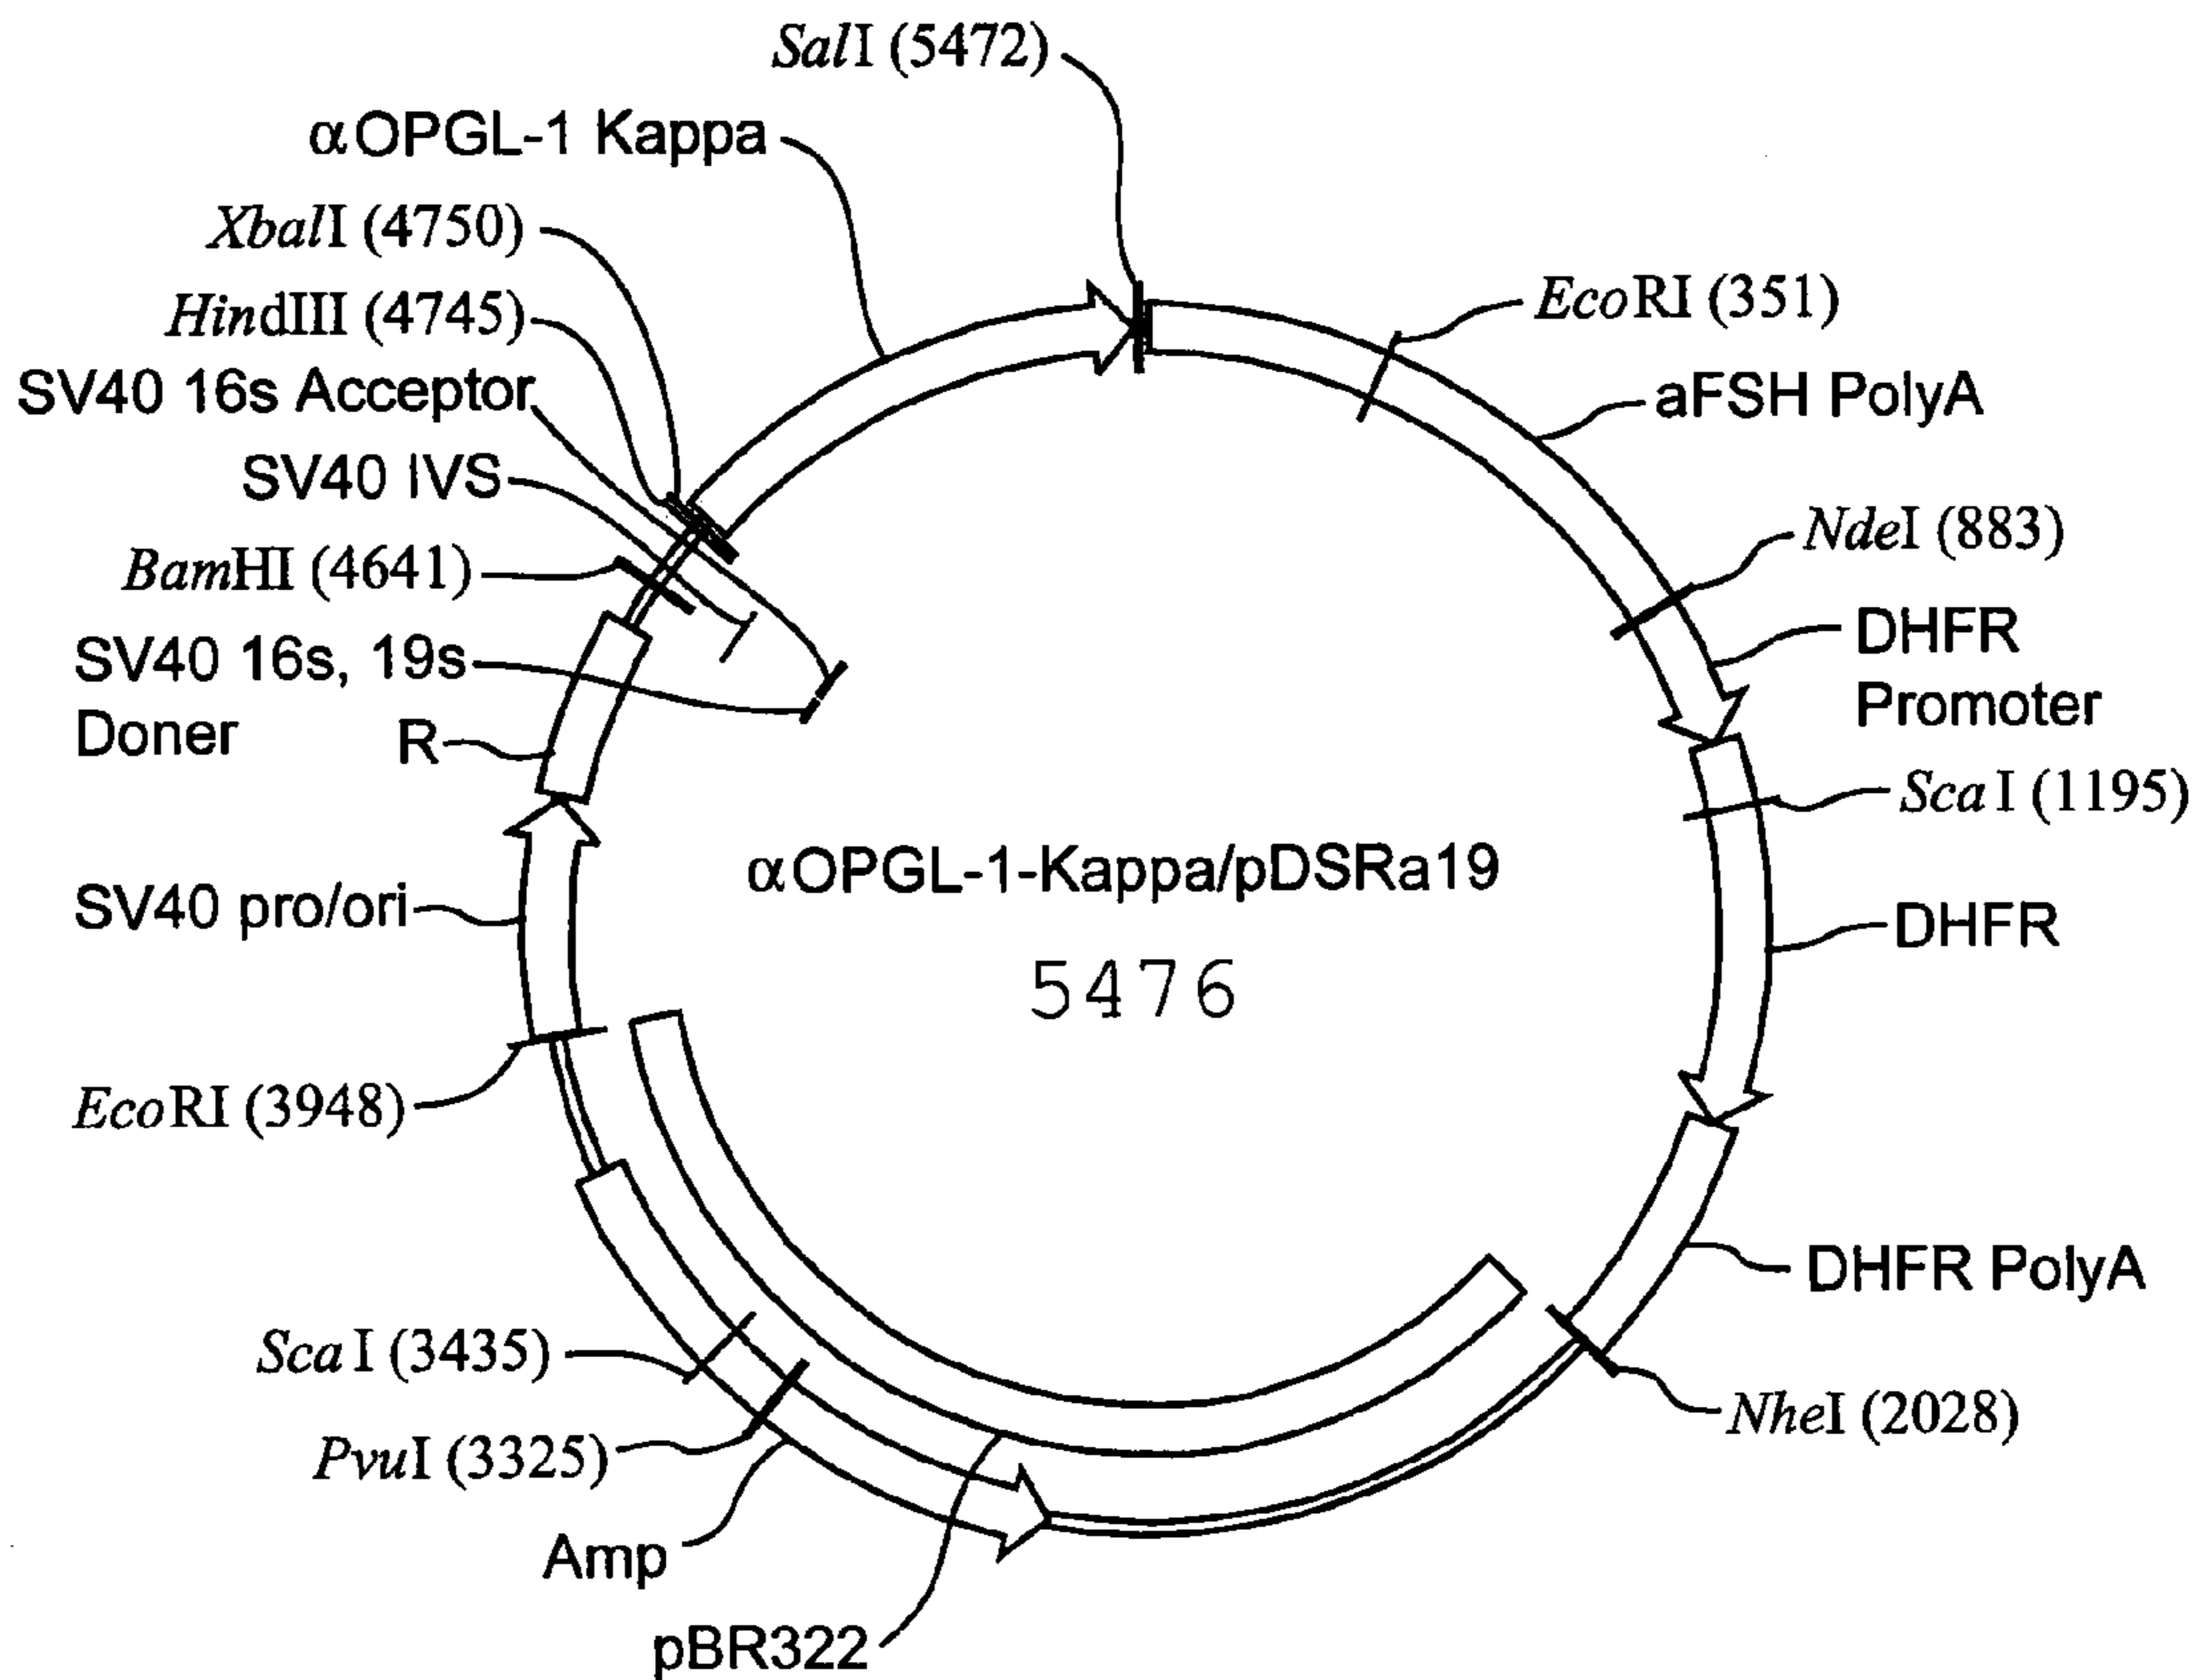 SalI (5472)
αOPGL-1 Kappa
XbalI (4750)
HindIII (4745)
SV40 16s Acceptor
SV40 IVS
BamHI (4641)
SV40 16s, 19s
Doner
R
SV40 pro/ori
EcoRI (3948)
ScaI (3435)
PvuI (3325)
Amp
pBR322
EcoRI (351)
aFSH PolyA
NdeI (883)
DHFR
Promoter
ScaI (1195)
DHFR
DHFR PolyA
NheI (2028)
αOPGL-1-Kappa/pDSRa19
5476